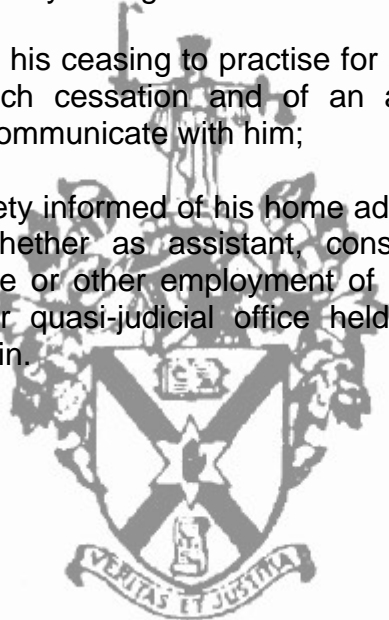 his ceasing to practise for
ch cessation and of an a
ommunicate with him;
ety informed of his home ad
hether as assistant, cons
e or other employment of
r quasi-judicial office held
in.
VERITAS ET JUSTITIA